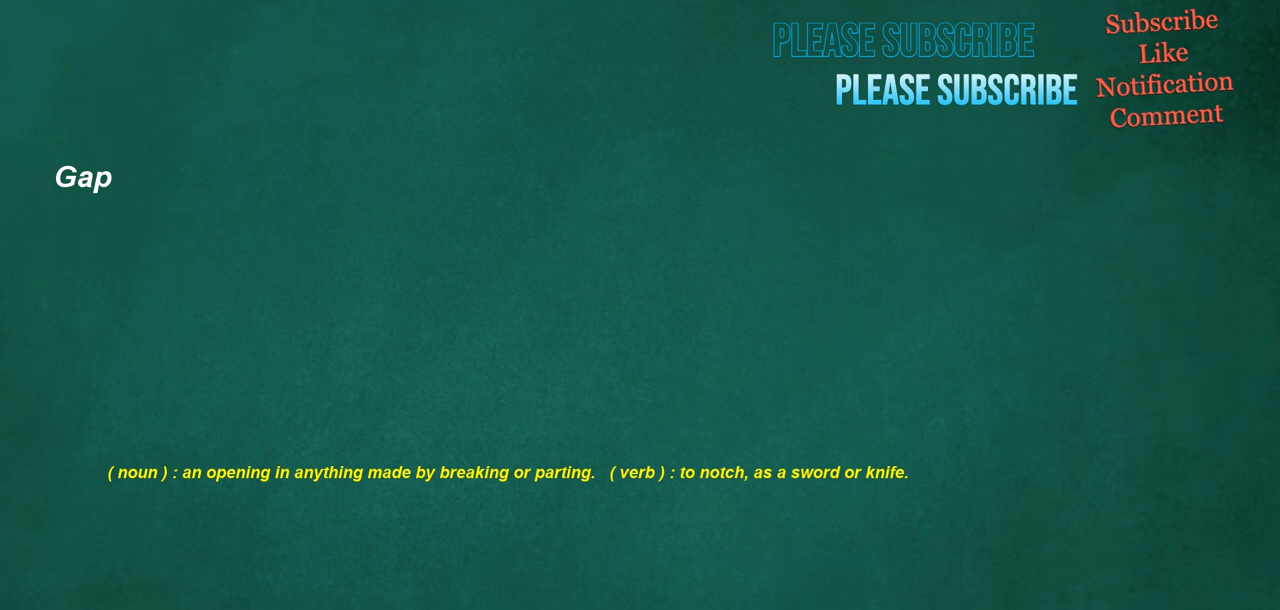 PLEASE SUBSCRIBE
PLEASE SUBSCRIBE
Subscribe
Like
Notification
Comment
Gap
( noun ) : an opening in anything made by breaking or parting.   ( verb ) : to notch, as a sword or knife.